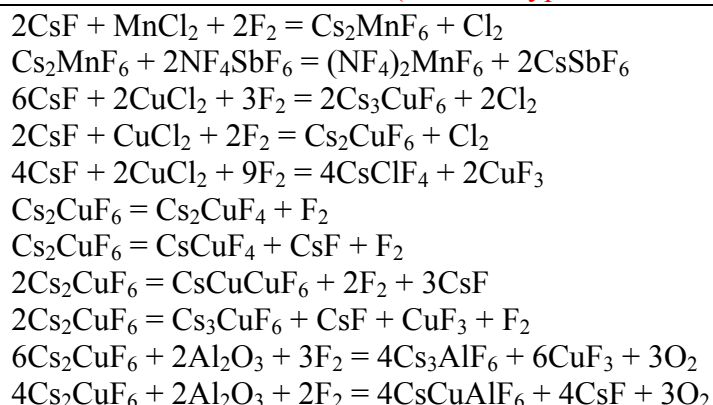 2CsF + MnCl₂ + 2F₂ = Cs₂MnF₆ + Cl₂
Cs₂MnF₆ + 2NF₄SbF₆ = (NF₄)₂MnF₆ + 2CsSbF₆
6CsF + 2CuCl₂ + 3F₂ = 2Cs₃CuF₆ + 2Cl₂
2CsF + CuCl₂ + 2F₂ = Cs₂CuF₆ + Cl₂
4CsF + 2CuCl₂ + 9F₂ = 4CsClF₄ + 2CuF₃
Cs₂CuF₆ = Cs₂CuF₄ + F₂
Cs₂CuF₆ = CsCuF₄ + CsF + F₂
2Cs₂CuF₆ = CsCuCuF₆ + 2F₂ + 3CsF
2Cs₂CuF₆ = Cs₃CuF₆ + CsF + CuF₃ + F₂
6Cs₂CuF₆ + 2Al₂O₃ + 3F₂ = 4Cs₃AlF₆ + 6CuF₃ + 3O₂
4Cs₂CuF₆ + 2Al₂O₃ + 2F₂ = 4CsCuAlF₆ + 4CsF + 3O₂